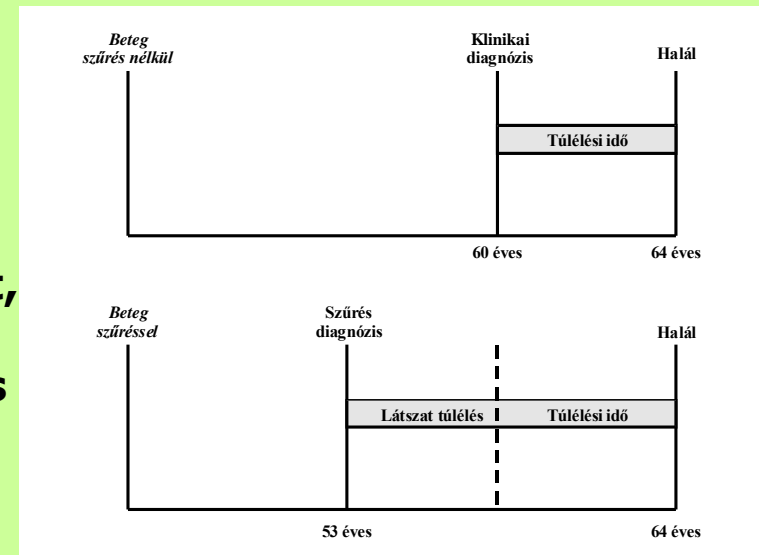 Beteg
szűrés nélkül
Klinikai
diagnózis
Halál
Túlélési idő
60 éves
64 éves
Beteg
szűréssel
Szűrés
diagnózis
Halál
Látszat túlélés
Túlélési idő
53 éves
64 éves